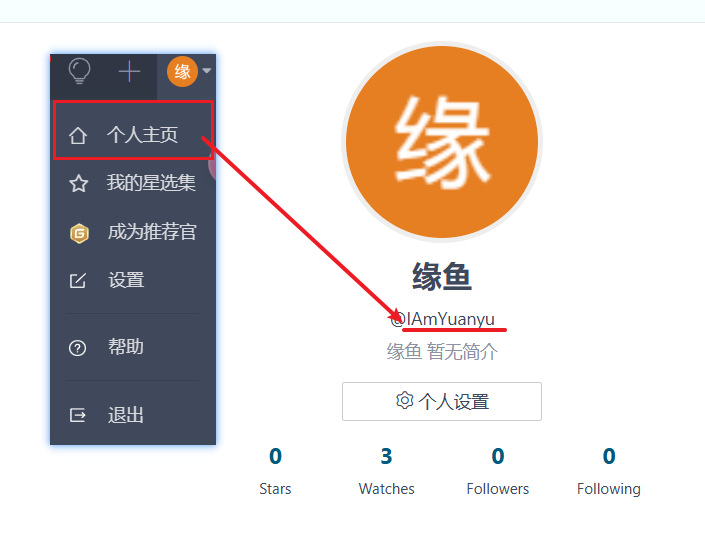 缘
个人主页
我的星选集
G
成为推荐官
设置
帮助
退出
缘
缘鱼
@IAmYuanyu
缘鱼 暂无简介
个人设置
0
3
0
0
Stars
Watches
Followers
Following